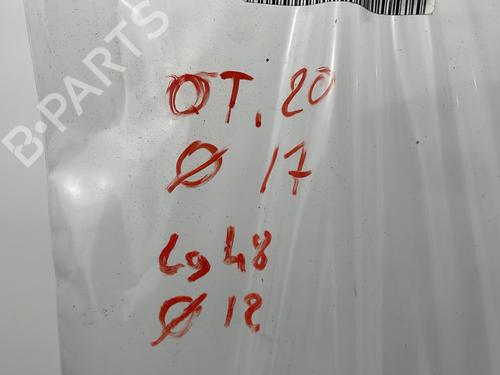 B-PARTS
QT. 20
Ø 17
Lg 48
Ø 12